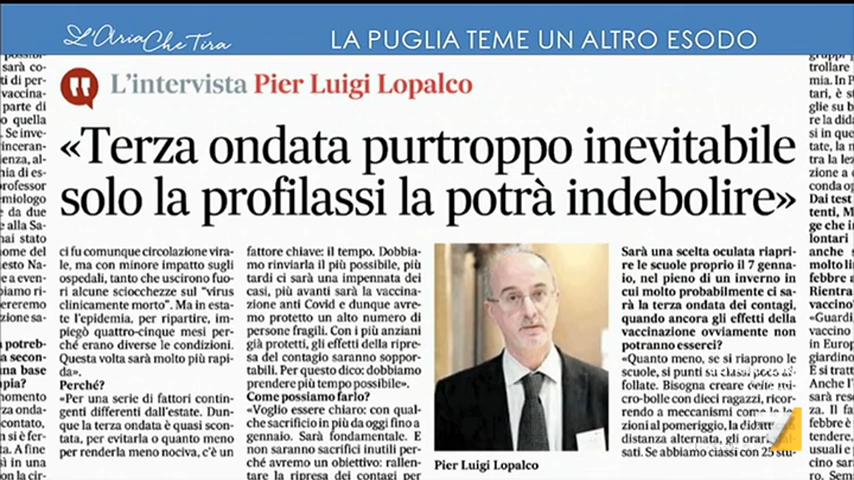 L'Aria Che Tira
LA PUGLIA TEME UN ALTRO ESODO
L'intervista Pier Luigi Lopalco
«Terza ondata purtroppo inevitabile
solo la profilassi la potrà indebolire»
ci fu comunque circolazione vira-
le, ma con minore impatto sugli
ospedali, tanto che uscirono fuo-
ri alcune sciocchezze sul "virus
clinicamente morto". Ma in esta-
te l'epidemia, per ripartire, im-
piegò quattro-cinque mesi per-
ché erano diverse le condizioni.
Questa volta sarà molto più rapi-
da».
Perché?
«Per una serie di fattori contin-
genti differenti dall'estate. Dun-
que la terza ondata è quasi scon-
tata, per evitarla o quanto meno
per renderla meno nociva, c'è un
fattore chiave: il tempo. Dobbia-
mo rinviarla il più possibile, più
tardi ci sarà una impennata dei
casi, più avanti sarà la vaccina-
zione anti Covid e dunque avre-
mo protetto un alto numero di
persone fragili. Con i più anziani
già protetti, gli effetti della ripre-
sa del contagio saranno soppor-
tabili. Per questo dico: dobbiamo
prendere più tempo possibile».
Come possiamo farlo?
«Voglio essere chiaro: con qual-
che sacrificio in più da oggi fino a
gennaio. Sarà fondamentale. E
non saranno sacrifici inutili per-
ché avremo un obiettivo: rallen-
tare la ripresa dei contagi per
Pier Luigi Lopalco
Sarà una scelta oculata riapri-
re le scuole proprio il 7 genna-
io, nel pieno di un inverno in
cui molto probabilmente ci sa-
rà la terza ondata dei contagi,
quando ancora gli effetti della
vaccinazione ovviamente non
potranno esserci?
«Quanto meno, se si riaprono le
scuole, si punti su classi poco af-
follate. Bisogna creare delle mi-
cro-bolle con dieci ragazzi, ricor-
rendo a meccanismi come le le-
zioni al pomeriggio, la didatt
distanza alternata, gli orari
sati. Se abbiamo classi con 25 stu-